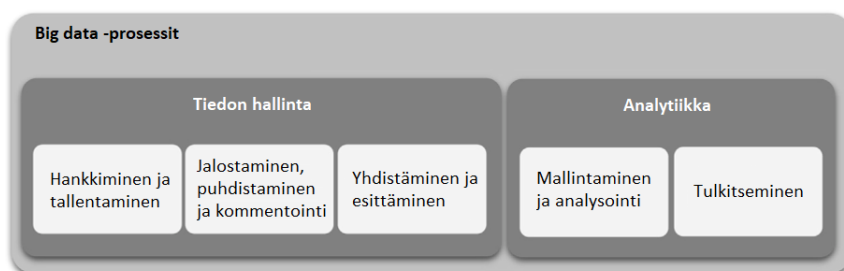 Big data -prosessit
Tiedon hallinta
Analytiikka
Hankkiminen ja
tallentaminen
Jalostaminen,
puhdistaminen
ja kommentointi
Yhdistäminen ja
esittäminen
Mallintaminen
ja analysointi
Tulkitseminen